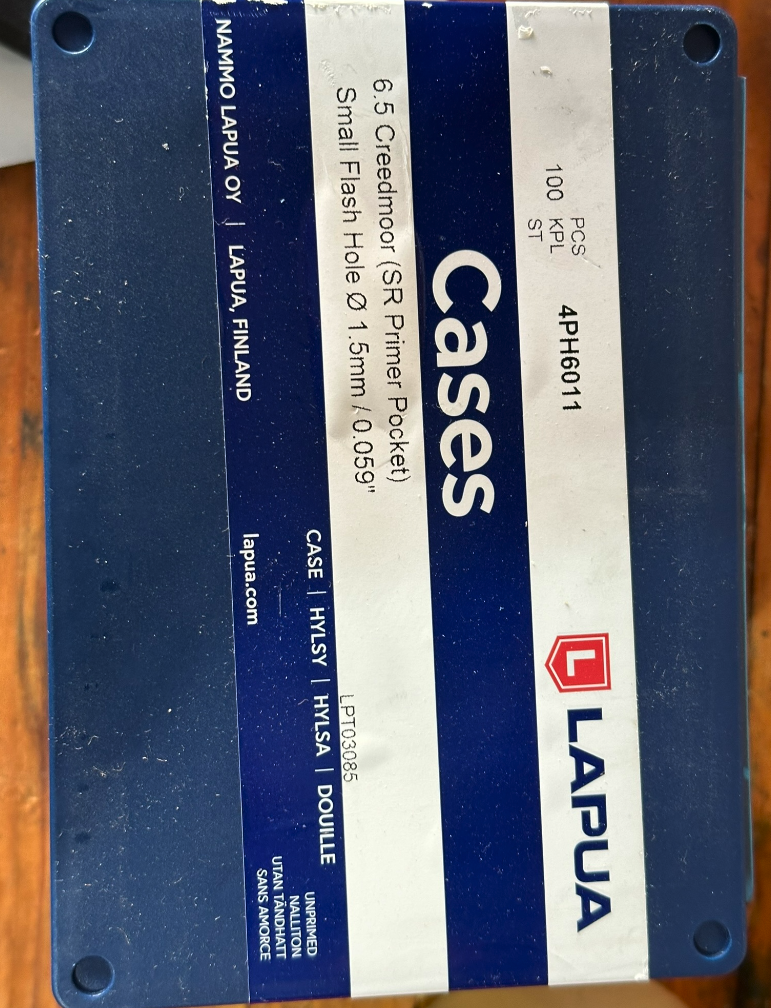 100
PCS
KPL
ST
4PH6011
LAPUA
Cases
6.5 Creedmoor (SR Primer Pocket)
Small Flash Hole Ø 1.5mm / 0.059"
LPT03085
CASE | HYLSY | HYLSA | DOUILLE
UNPRIMED
NALLITON
UTAN TÄNDHATT
SANS AMORCE
NAMMO LAPUA OY | LAPUA, FINLAND
lapua.com